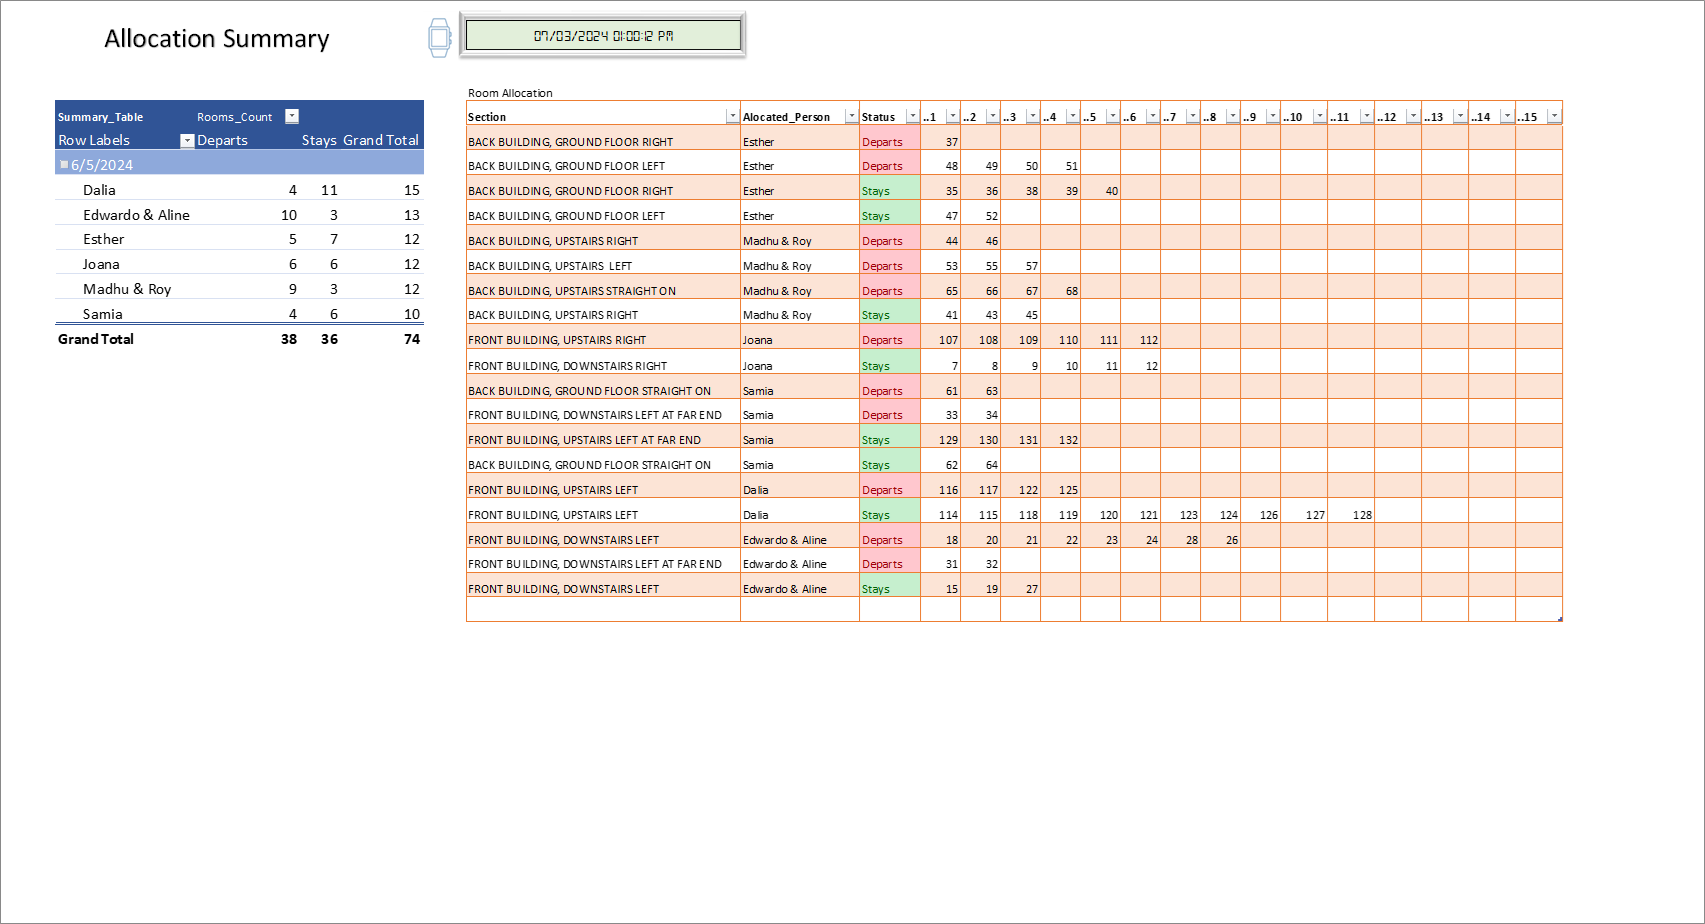 Allocation Summary
07/03/2024 01:00:12 PM
Summary_Table Rooms_Count
Row Labels Departs Stays Grand Total
6/5/2024
Dalia 4 11 15
Edwardo & Aline 10 3 13
Esther 5 7 12
Joana 6 6 12
Madhu & Roy 9 3 12
Samia 4 6 10
Grand Total 38 36 74
Room Allocation
Section Alocated_Person Status ..1 ..2 ..3 ..4 ..5 ..6 ..7 ..8 ..9 ..10 ..11 ..12 ..13 ..14 ..15
BACK BUILDING, GROUND FLOOR RIGHT Esther Departs 37
BACK BUILDING, GROUND FLOOR LEFT Esther Departs 48 49 50 51
BACK BUILDING, GROUND FLOOR RIGHT Esther Stays 35 36 38 39 40
BACK BUILDING, GROUND FLOOR LEFT Esther Stays 47 52
BACK BUILDING, UPSTAIRS RIGHT Madhu & Roy Departs 44 46
BACK BUILDING, UPSTAIRS LEFT Madhu & Roy Departs 53 55 57
BACK BUILDING, UPSTAIRS STRAIGHT ON Madhu & Roy Departs 65 66 67 68
BACK BUILDING, UPSTAIRS RIGHT Madhu & Roy Stays 41 43 45
FRONT BUILDING, UPSTAIRS RIGHT Joana Departs 107 108 109 110 111 112
FRONT BUILDING, DOWNSTAIRS RIGHT Joana Stays 7 8 9 10 11 12
BACK BUILDING, GROUND FLOOR STRAIGHT ON Samia Departs 61 63
FRONT BUILDING, DOWNSTAIRS LEFT AT FAR END Samia Departs 33 34
FRONT BUILDING, UPSTAIRS LEFT AT FAR END Samia Stays 129 130 131 132
BACK BUILDING, GROUND FLOOR STRAIGHT ON Samia Stays 62 64
FRONT BUILDING, UPSTAIRS LEFT Dalia Departs 116 117 122 125
FRONT BUILDING, UPSTAIRS LEFT Dalia Stays 114 115 118 119 120 121 123 124 126 127 128
FRONT BUILDING, DOWNSTAIRS LEFT Edwardo & Aline Departs 18 20 21 22 23 24 28 26
FRONT BUILDING, DOWNSTAIRS LEFT AT FAR END Edwardo & Aline Departs 31 32
FRONT BUILDING, DOWNSTAIRS LEFT Edwardo & Aline Stays 15 19 27